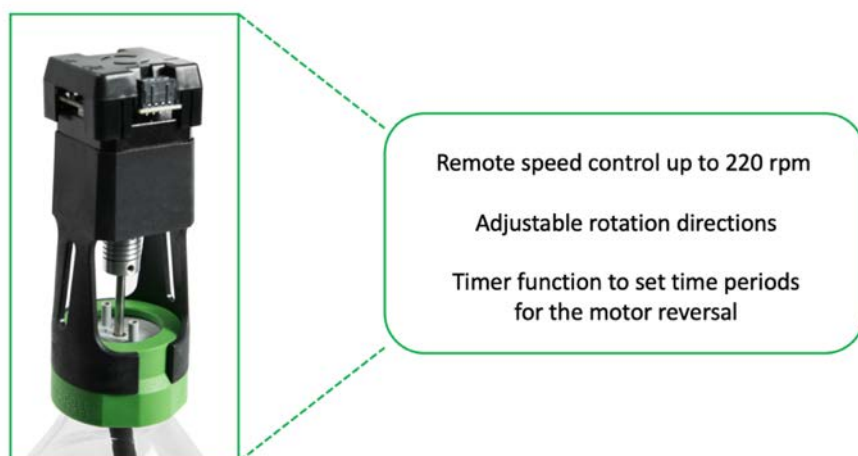 Remote speed control up to 220 rpm
Adjustable rotation directions
Timer function to set time periods
for the motor reversal